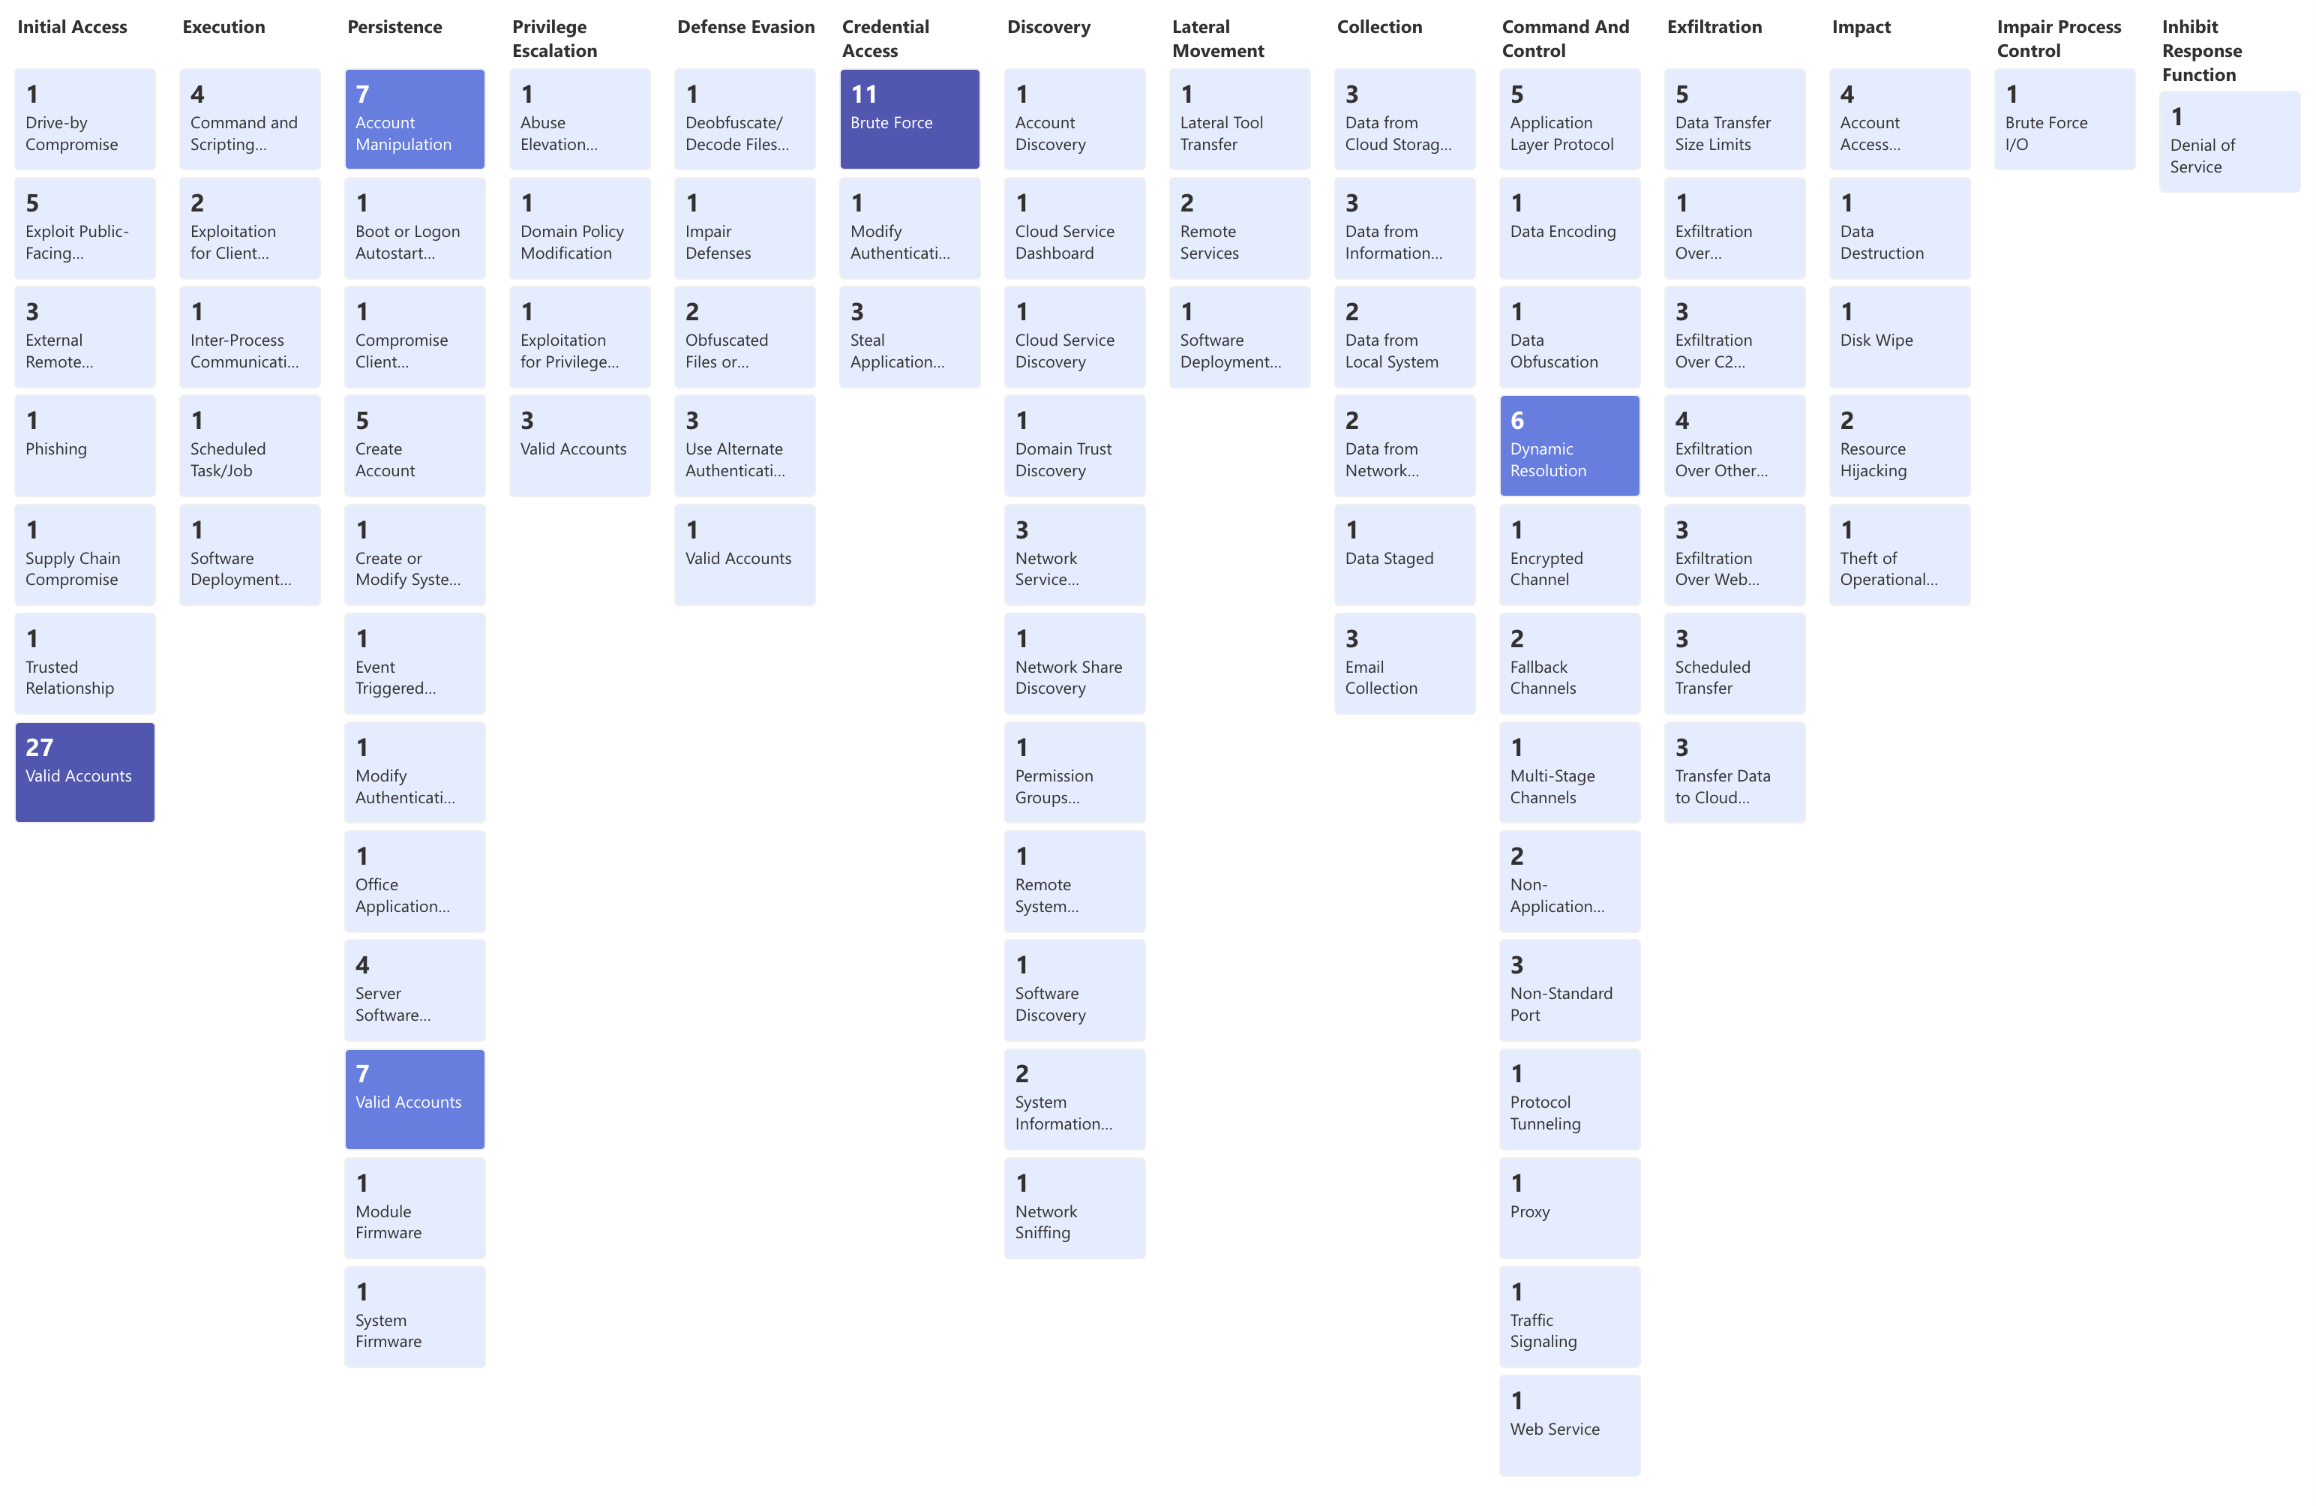 Initial Access
1
Drive-by
Compromise
5
Exploit Public-
Facing...
3
External
Remote...
1
Phishing
1
Supply Chain
Compromise
1
Trusted
Relationship
27
Valid Accounts
Execution
4
Command and
Scripting...
2
Exploitation
for Client...
1
Inter-Process
Communicati...
1
Scheduled
Task/Job
1
Software
Deployment...
Persistence
7
Account
Manipulation
1
Boot or Logon
Autostart...
1
Compromise
Client...
5
Create
Account
1
Create or
Modify Syste...
1
Event
Triggered...
1
Modify
Authenticati...
1
Office
Application...
4
Server
Software...
7
Valid Accounts
1
Module
Firmware
1
System
Firmware
Privilege
Escalation
1
Abuse
Elevation...
1
Domain Policy
Modification
1
Exploitation
for Privilege...
3
Valid Accounts
Defense Evasion
1
Deobfuscate/
Decode Files...
1
Impair
Defenses
2
Obfuscated
Files or...
3
Use Alternate
Authenticati...
1
Valid Accounts
Credential
Access
11
Brute Force
1
Modify
Authenticati...
3
Steal
Application...
Discovery
1
Account
Discovery
1
Cloud Service
Dashboard
1
Cloud Service
Discovery
1
Domain Trust
Discovery
3
Network
Service...
1
Network Share
Discovery
1
Permission
Groups...
1
Remote
System...
1
Software
Discovery
2
System
Information...
1
Network
Sniffing
Lateral
Movement
1
Lateral Tool
Transfer
2
Remote
Services
1
Software
Deployment...
Collection
3
Data from
Cloud Storag...
3
Data from
Information...
2
Data from
Local System
2
Data from
Network...
1
Data Staged
3
Email
Collection
Command And
Control
5
Application
Layer Protocol
1
Data Encoding
1
Data
Obfuscation
6
Dynamic
Resolution
1
Encrypted
Channel
2
Fallback
Channels
1
Multi-Stage
Channels
2
Non-
Application...
3
Non-Standard
Port
1
Protocol
Tunneling
1
Proxy
1
Traffic
Signaling
1
Web Service
Exfiltration
5
Data Transfer
Size Limits
1
Exfiltration
Over...
3
Exfiltration
Over C2...
4
Exfiltration
Over Other...
3
Exfiltration
Over Web...
3
Scheduled
Transfer
3
Transfer Data
to Cloud...
Impact
4
Account
Access...
1
Data
Destruction
1
Disk Wipe
2
Resource
Hijacking
1
Theft of
Operational...
Impair Process
Control
1
Brute Force
I/O
Inhibit
Response
Function
1
Denial of
Service